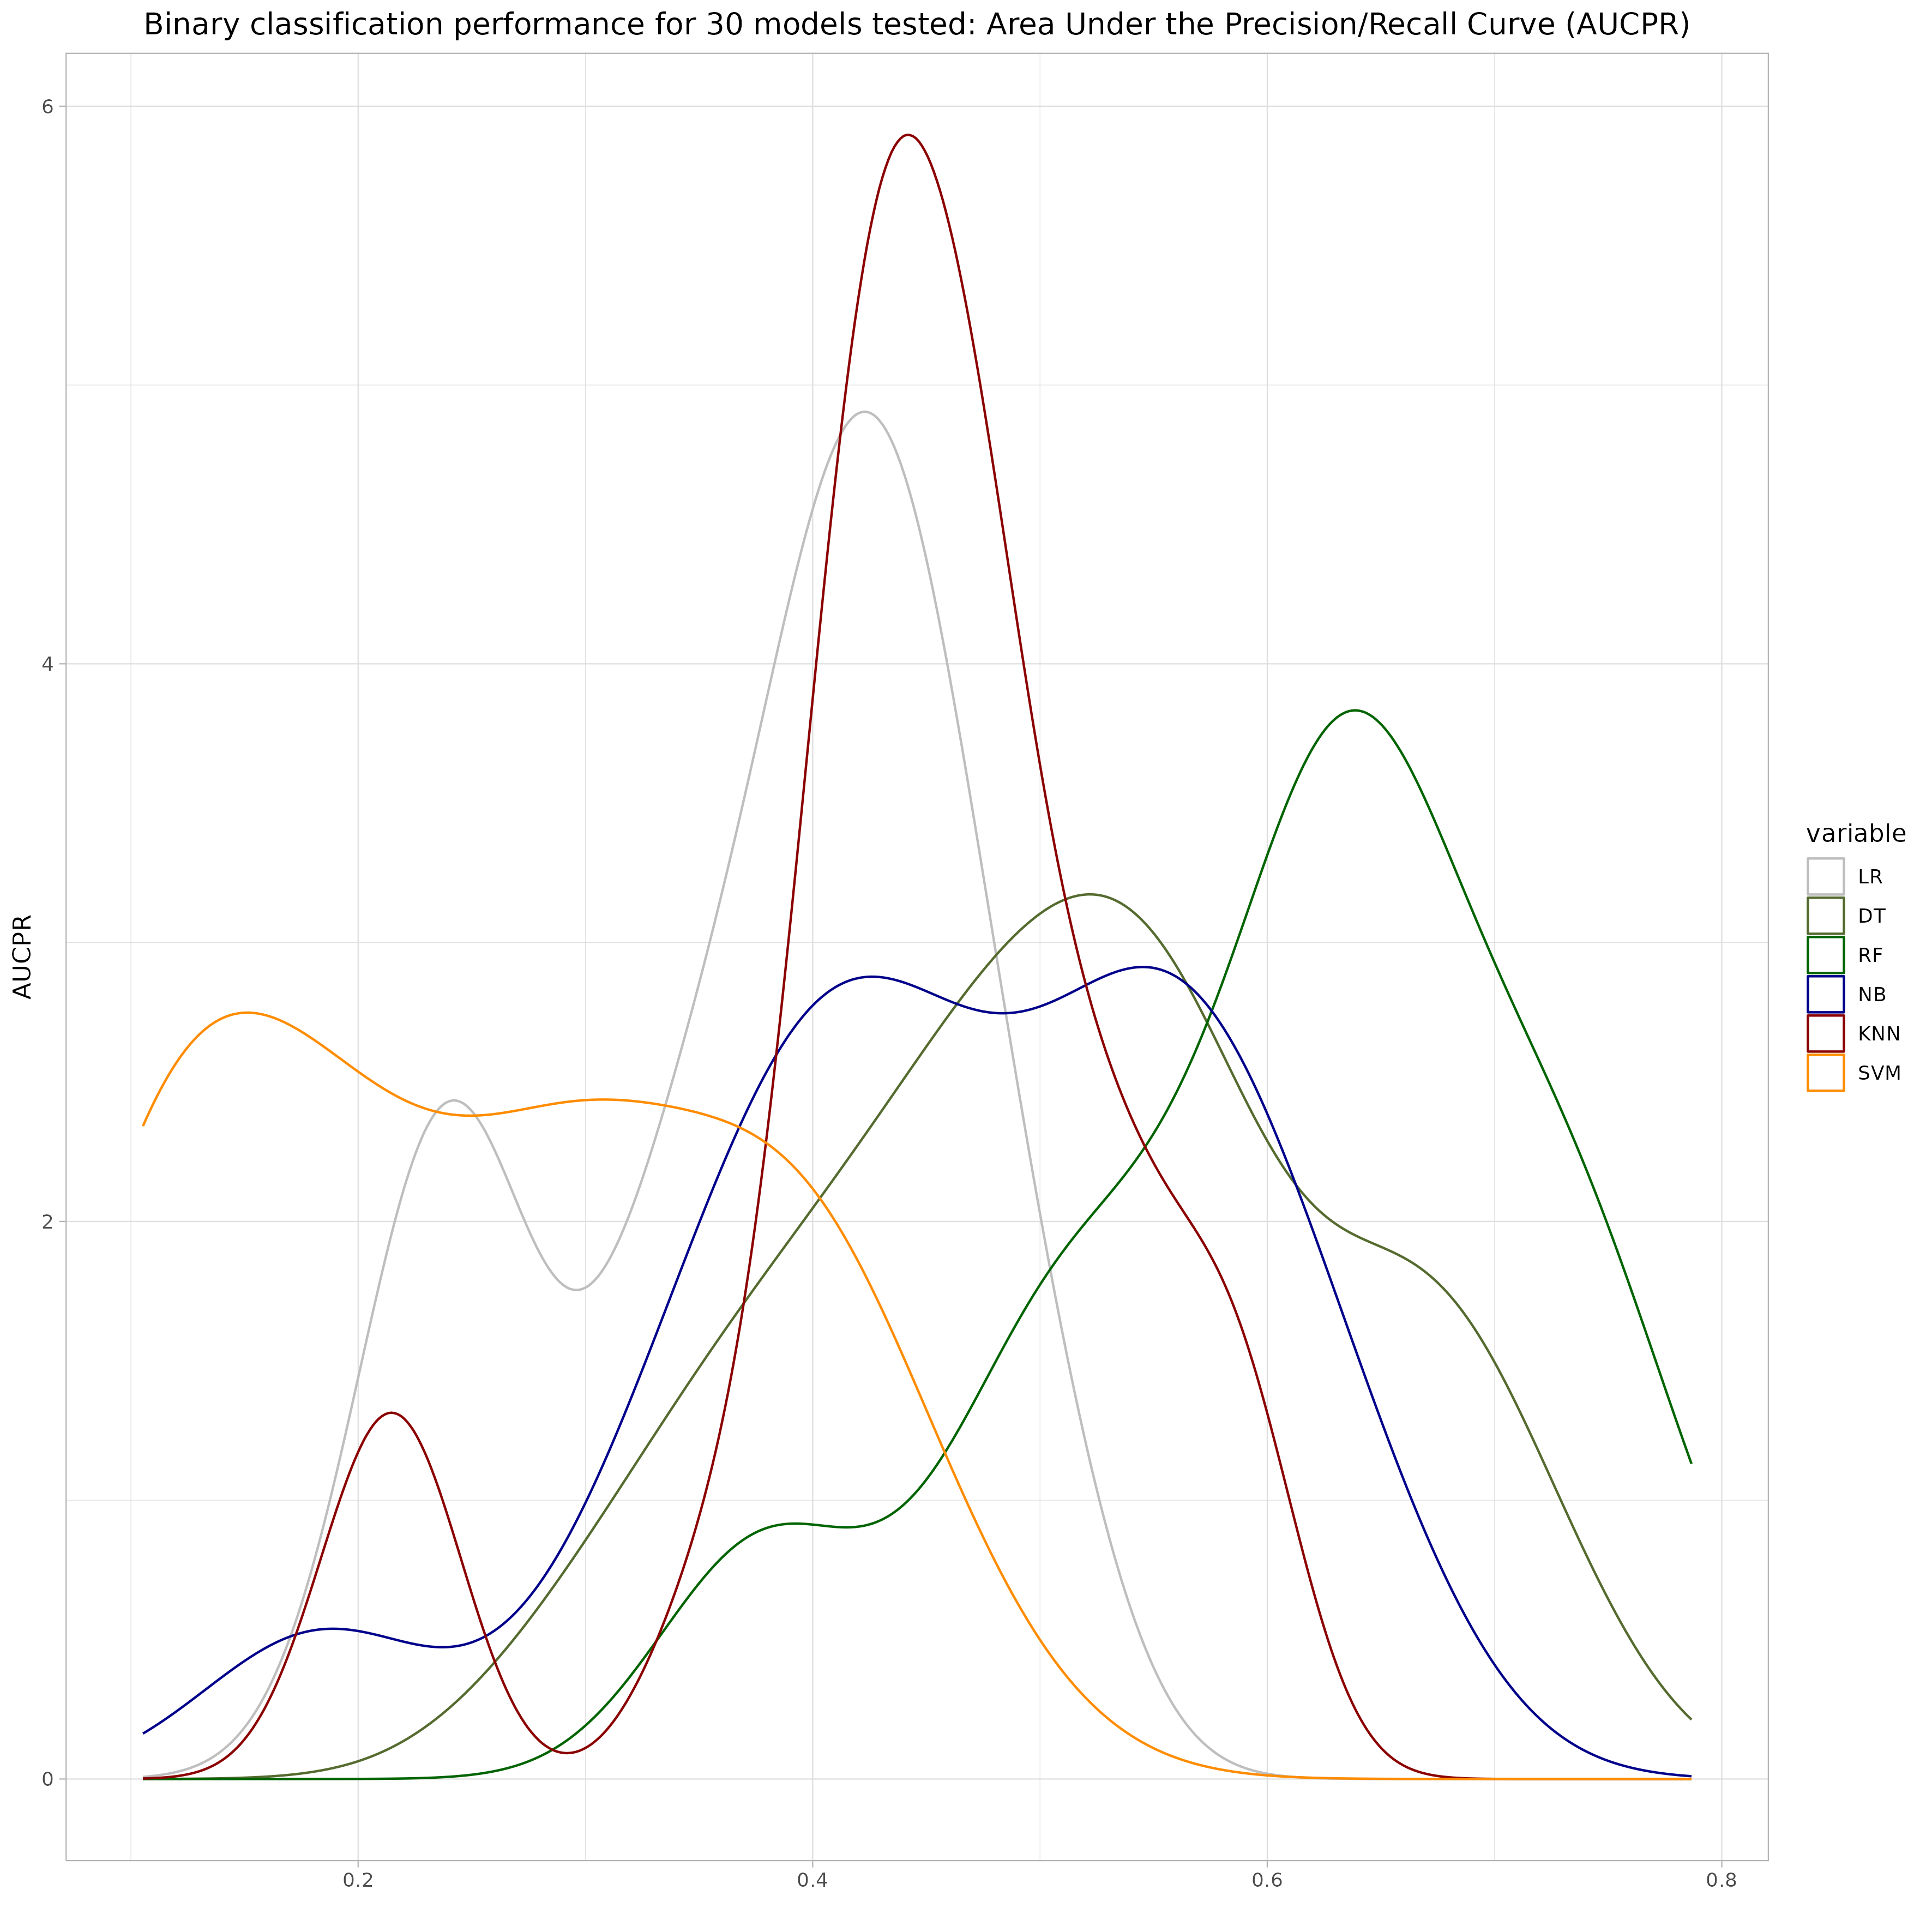 Binary classification performance for 30 models tested: Area Under the Precision/Recall Curve (AUCPR)
6
4
2
0
AUCPR
0.2 0.4 0.6 0.8
variable
LR
DT
RF
NB
KNN
SVM